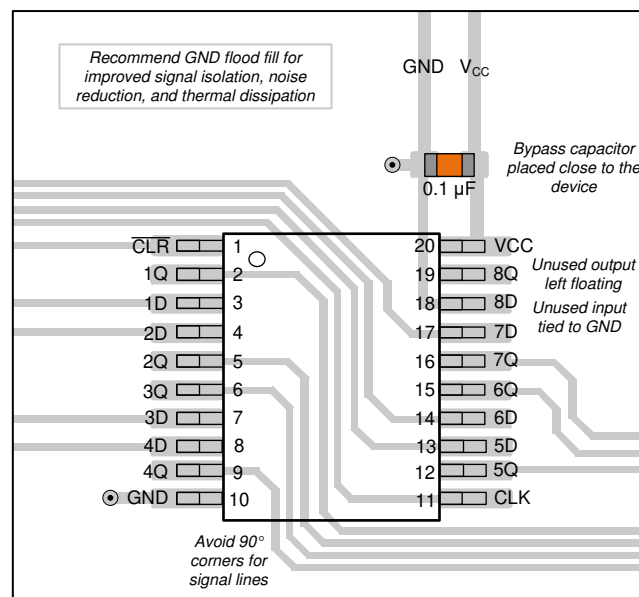 Recommend GND flood fill for
improved signal isolation, noise
reduction, and thermal dissipation
GND VCC
Bypass capacitor
placed close to the
device
0.1 µF
CLR 1 20 VCC
1Q 2 19 8Q
Unused output
left floating
1D 3 18 8D
Unused input
tied to GND
2D 4 17 7D
2Q 5 16 7Q
3Q 6 15 6Q
3D 7 14 6D
4D 8 13 5D
4Q 9 12 5Q
GND 10 11 CLK
Avoid 90°
corners for
signal lines